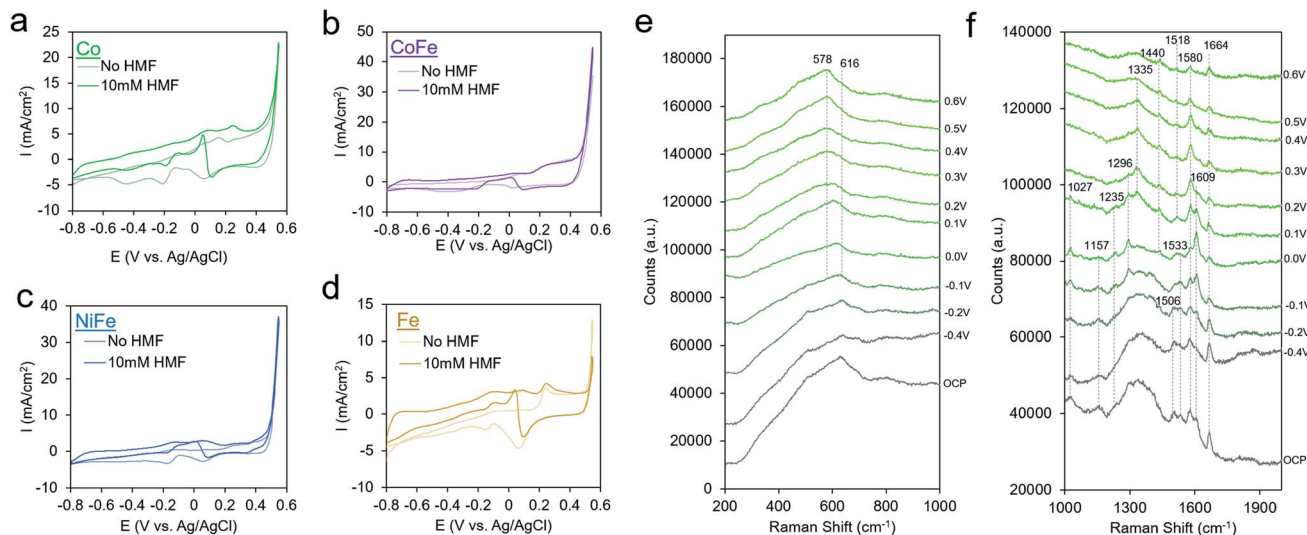 a
Co
No HMF
10mM HMF
25
20
15
10
5
0
-5
-10
I (mA/cm²)
-0.8 -0.6 -0.4 -0.2 0 0.2 0.4 0.6
E (V vs. Ag/AgCl)
b
CoFe
No HMF
10mM HMF
60
50
40
30
20
10
0
-10
I (mA/cm²)
-0.8 -0.6 -0.4 -0.2 0 0.2 0.4 0.6
E (V vs. Ag/AgCl)
c
NiFe
No HMF
10mM HMF
40
30
20
10
0
-10
I (mA/cm²)
-0.8 -0.6 -0.4 -0.2 0 0.2 0.4 0.6
E (V vs. Ag/AgCl)
d
Fe
No HMF
10mM HMF
15
10
5
0
-5
-10
I (mA/cm²)
-0.8 -0.6 -0.4 -0.2 0 0.2 0.4 0.6
E (V vs. Ag/AgCl)
e
180000
160000
140000
120000
100000
80000
60000
40000
20000
0
Counts (a.u.)
578
616
0.6V
0.5V
0.4V
0.3V
0.2V
0.1V
0.0V
-0.1V
-0.2V
-0.4V
OCP
200 400 600 800 1000
Raman Shift (cm⁻¹)
f
140000
120000
100000
80000
60000
40000
20000
Counts (a.u.)
1518
1440
1580
1664
1335
1296
1609
1027
1235
1157
1533
1506
0.6V
0.5V
0.4V
0.3V
0.2V
0.1V
0.0V
-0.1V
-0.2V
-0.4V
OCP
1000 1300 1600 1900
Raman Shift (cm⁻¹)